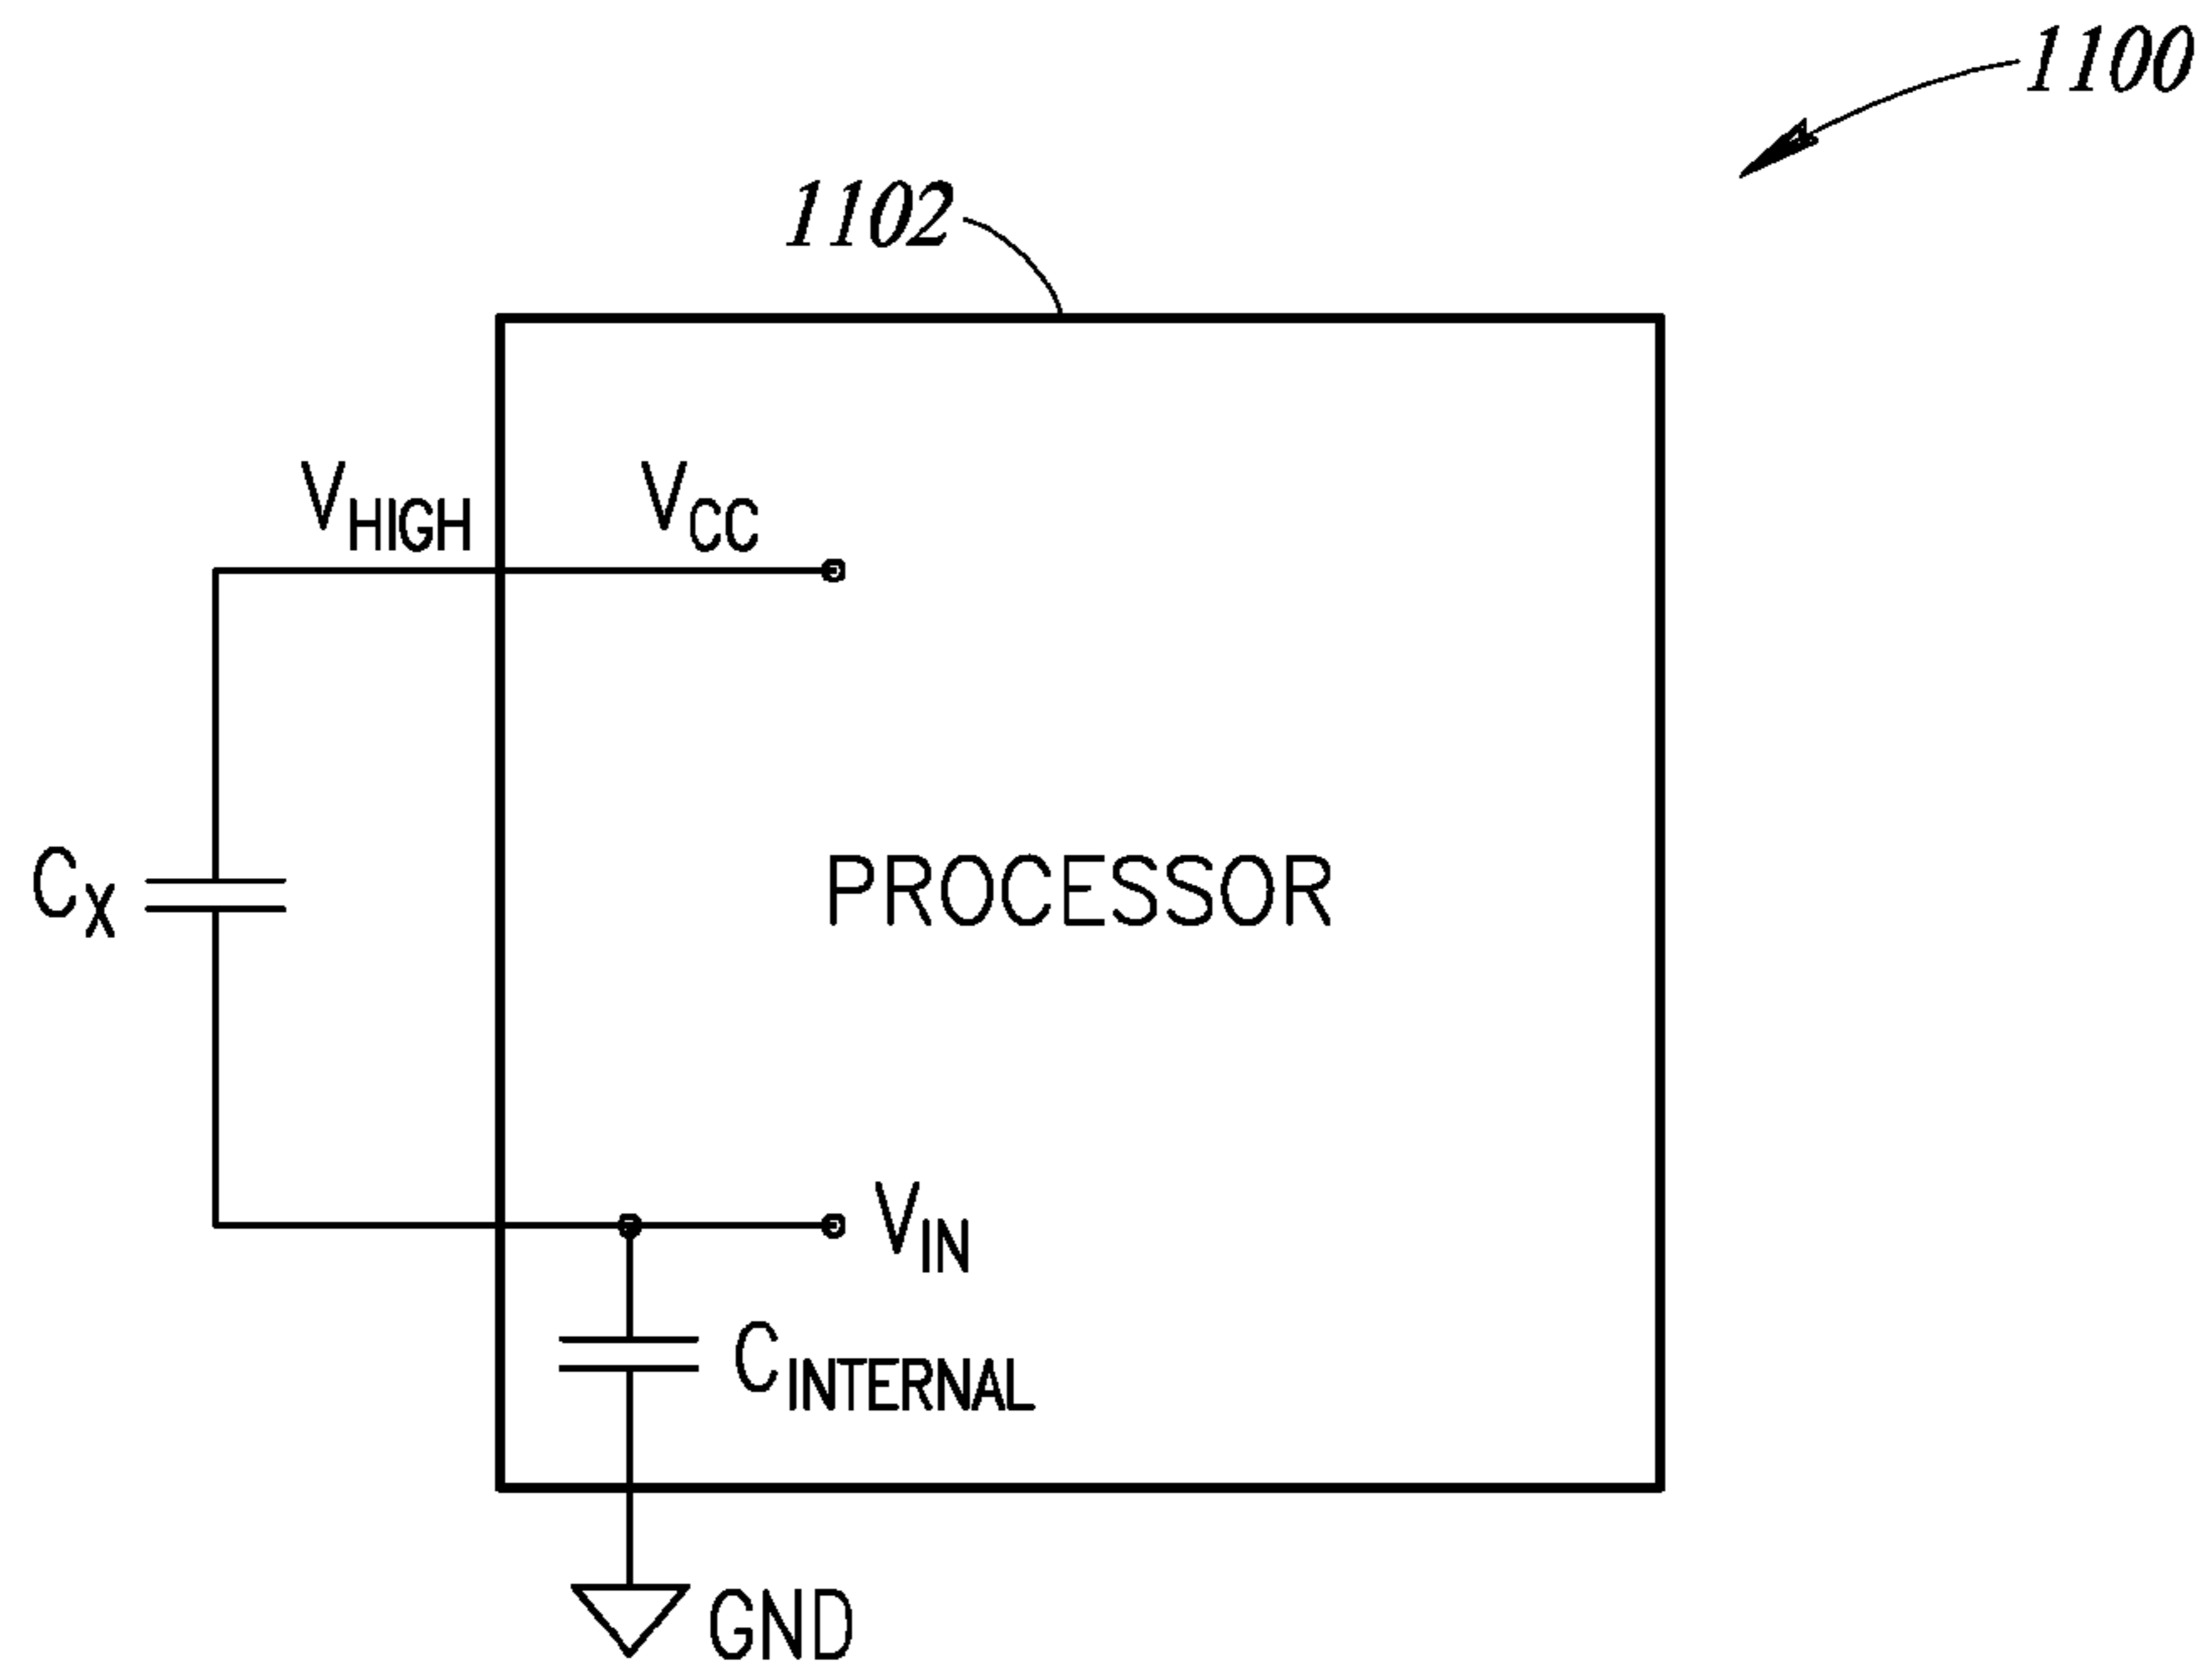 1100
1102
VHIGH
VCC
CX
PROCESSOR
VIN
CINTERNAL
GND